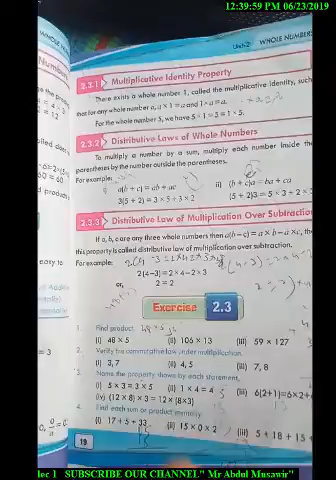 12:39:59 PM 06/23/2019
WHOLE NUMBERS
Unit-2 WHOLE NUMBERS
Number
2.3.1 Multiplicative Identity Property
There exists a whole number 1, called the multiplicative identity, such
that for any whole number a, a × 1 = a and 1 × a = a.
For the whole number 5, we have 5 × 1 = 5 = 1 × 5.
2.3.2 Distributive Laws of Whole Numbers
To multiply a number by a sum, multiply each number inside the
parentheses by the number outside the parentheses.
For example:
a(b + c) = ab + ac ii) (b + c)a = ba + ca
3(5 + 2) = 3 × 5 + 3 × 2 (5 + 2)3 = 5 × 3 + 2 ×
2.3.3 Distributive Law of Multiplication Over Subtraction
If a, b, c are any three whole numbers then a(b – c) = a × b – a × c, the
this property is called distributive law of multiplication over subtraction.
For example:
2(4 – 3) = 2 × 4 – 2 × 3
or, 2 = 2
Exercise 2.3
1. Find product.
(i) 48 × 5 (ii) 106 × 13 (iii) 59 × 127
2. Verify the commutative law under multiplication.
(i) 3, 7 (ii) 4, 5 (iii) 7, 8
3. Name the property shown by each statement.
(i) 5 × 3 = 3 × 5 (ii) 1 × 4 = 4 (iii) 6(2+1)=6×2+
(iv) (12 × 8) × 3 = 12 × (8 × 3)
4. Find each sum or product mentally.
(i) 17 + 5 + 33 (ii) 15 × 0 × 2 (iii) 5 + 18 + 15 +
19
lec 1 SUBSCRIBE OUR CHANNEL" Mr Abdul Musawir"